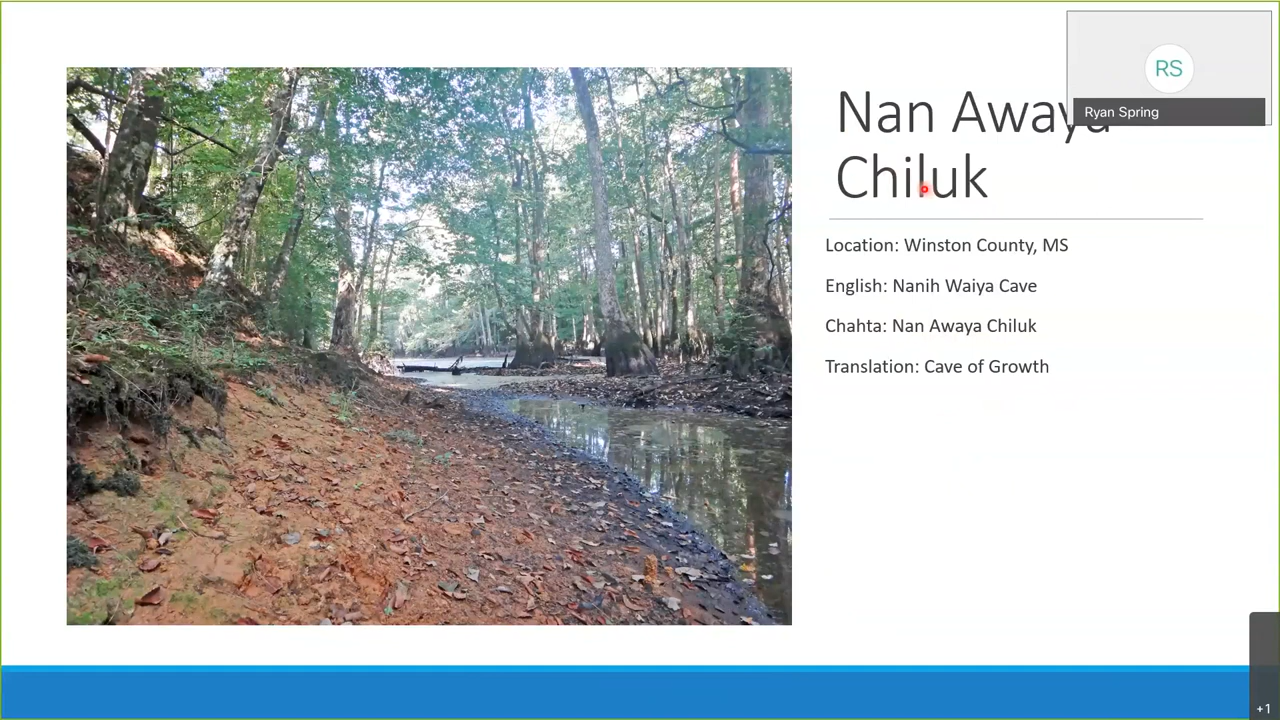 Nan Awaya
Chiluk
RS
Ryan Spring
Location: Winston County, MS
English: Nanih Waiya Cave
Chahta: Nan Awaya Chiluk
Translation: Cave of Growth
+1